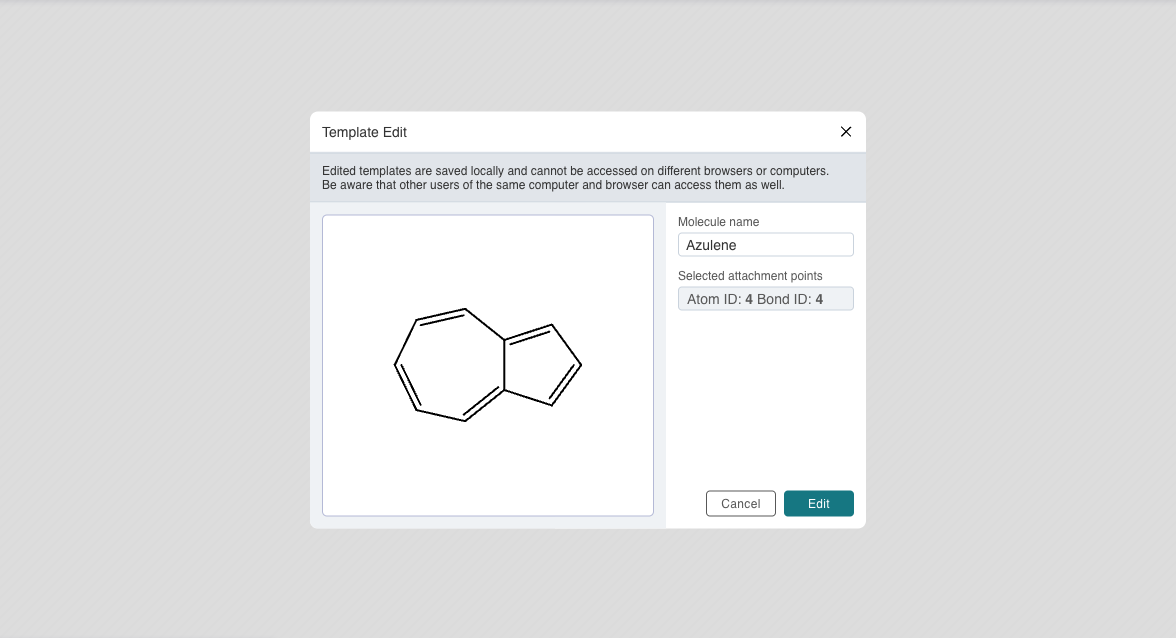 Template Edit
Edited templates are saved locally and cannot be accessed on different browsers or computers.
Be aware that other users of the same computer and browser can access them as well.
Molecule name
Azulene
Selected attachment points
Atom ID: 4 Bond ID: 4
Cancel
Edit